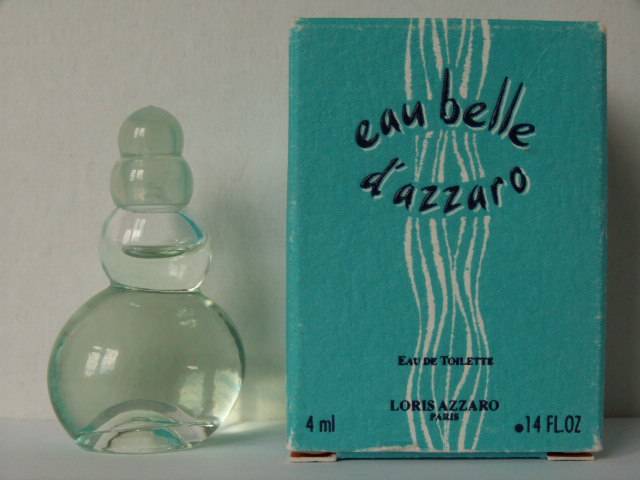 eau belle
d'azzaro
EAU DE TOILETTE
LORIS AZZARO
PARIS
4 ml
.14 FL.OZ